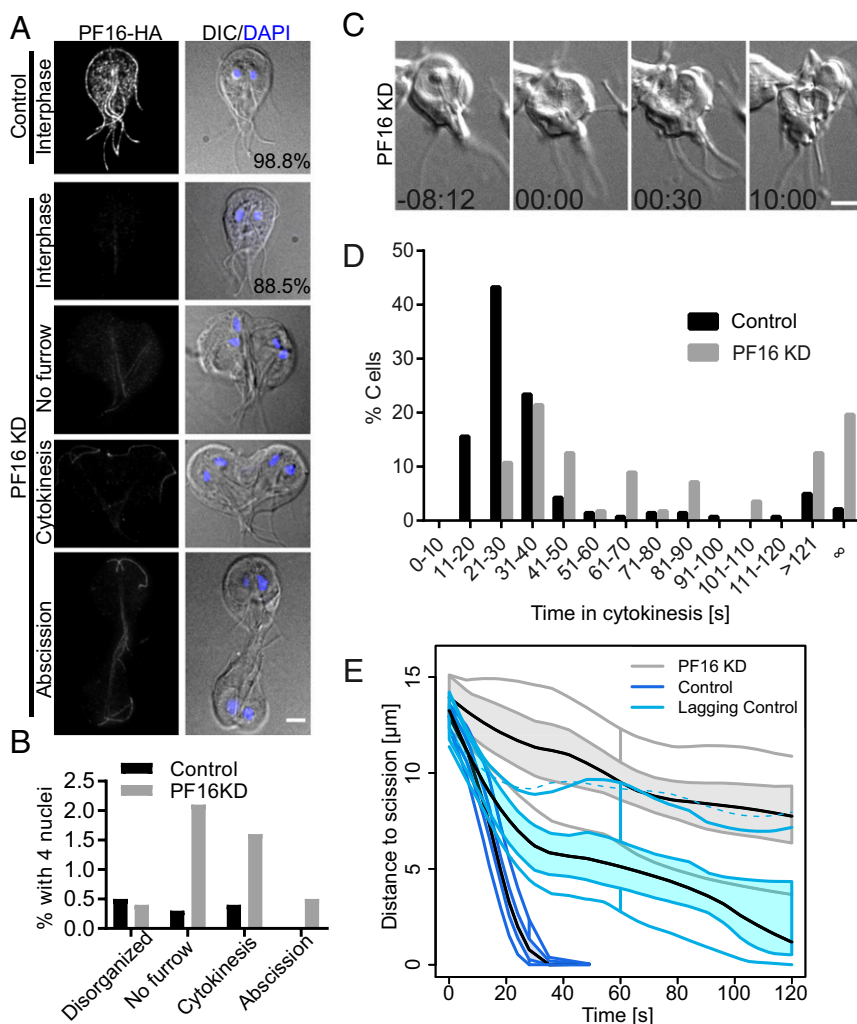 A
PF16-HA
DIC/DAPI
Control
Interphase
98.8%
PF16 KD
Interphase
88.5%
No furrow
Cytokinesis
Abscission
B
Control
PF16KD
% with 4 nuclei
2.5
2.0
1.5
1.0
0.5
0.0
Disorganized
No furrow
Cytokinesis
Abscission
C
PF16 KD
-08:12
00:00
00:30
10:00
D
Control
PF16 KD
% Cells
50
40
30
20
10
0
0-10
11-20
21-30
31-40
41-50
51-60
61-70
71-80
81-90
91-100
101-110
111-120
>121
∞
Time in cytokinesis [s]
E
PF16 KD
Control
Lagging Control
Distance to scission [µm]
15
10
5
0
0
20
40
60
80
100
120
Time [s]